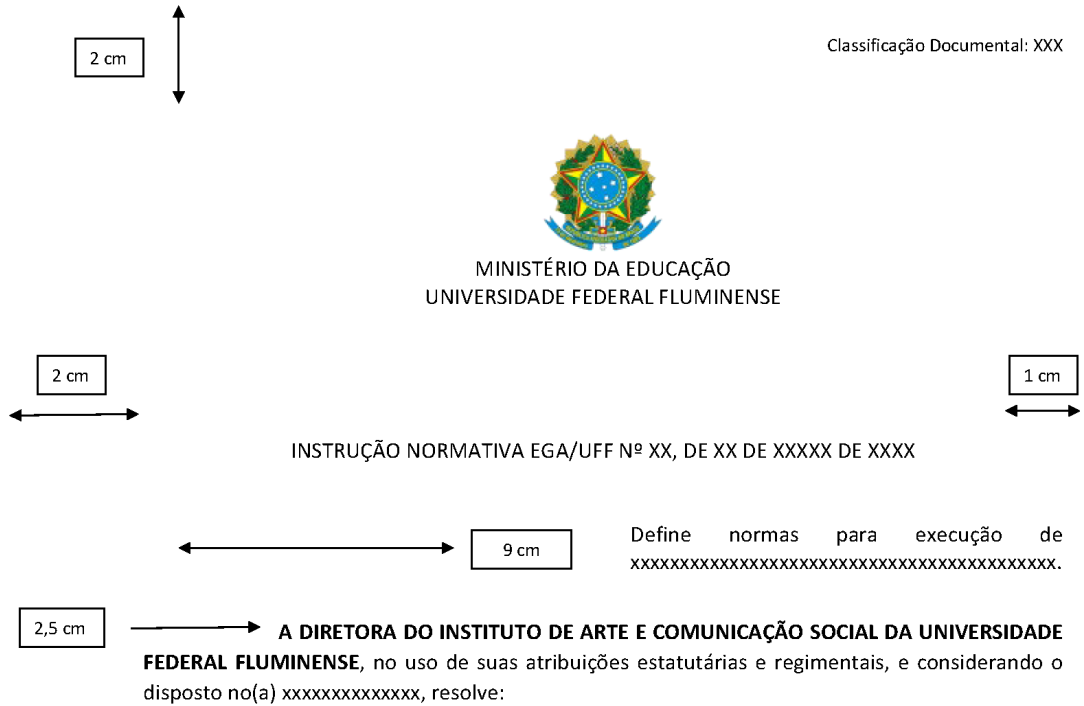 2 cm
Classificação Documental: XXX
MINISTÉRIO DA EDUCAÇÃO
UNIVERSIDADE FEDERAL FLUMINENSE
2 cm
1 cm
INSTRUÇÃO NORMATIVA EGA/UFF Nº XX, DE XX DE XXXXX DE XXXX
9 cm
Define normas para execução de
xxxxxxxxxxxxxxxxxxxxxxxxxxxxxxxxxxxxxxxxxxx.
2,5 cm
A DIRETORA DO INSTITUTO DE ARTE E COMUNICAÇÃO SOCIAL DA UNIVERSIDADE
FEDERAL FLUMINENSE, no uso de suas atribuições estatutárias e regimentais, e considerando o
disposto no(a) xxxxxxxxxxxxxx, resolve: